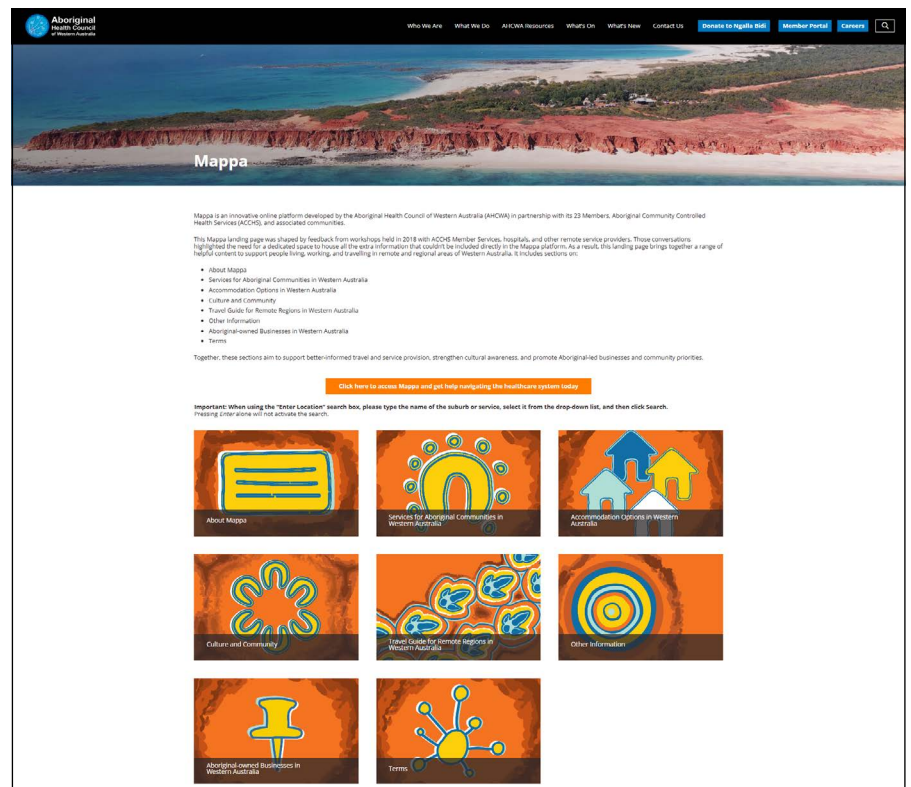 Aboriginal
Health Council
of Western Australia
Who We Are What We Do AHCWA Resources What's On What's New Contact Us Donate to Ngalla Bidi Member Portal Careers
Mappa
Mappa is an innovative online platform developed by the Aboriginal Health Council of Western Australia (AHCWA) in partnership with its 23 Members, Aboriginal Community Controlled
Health Services (ACCHS), and associated communities.
This Mappa landing page was shaped by feedback from workshops held in 2018 with ACCHS Member Services, hospitals, and other remote service providers. Those conversations
highlighted the need for a dedicated space to house all the extra information that couldn't be included directly in the Mappa platform. As a result, this landing page brings together a range of
helpful content to support people living, working, and travelling in remote and regional areas of Western Australia. It includes sections on:
• About Mappa
• Services for Aboriginal Communities in Western Australia
• Accommodation Options in Western Australia
• Culture and Community
• Travel Guide for Remote Regions in Western Australia
• Other Information
• Aboriginal-owned Businesses in Western Australia
• Terms
Together, these sections aim to support better-informed travel and service provision, strengthen cultural awareness, and promote Aboriginal-led businesses and community priorities.
Click here to access Mappa and get help navigating the healthcare system today
Important: When using the "Enter Location" search box, please type the name of the suburb or service, select it from the drop-down list, and then click Search.
Pressing Enter alone will not activate the search.
About Mappa
Services for Aboriginal Communities in
Western Australia
Accommodation Options in Western
Australia
Culture and Community
Travel Guide for Remote Regions in
Western Australia
Other Information
Aboriginal-owned Businesses in
Western Australia
Terms